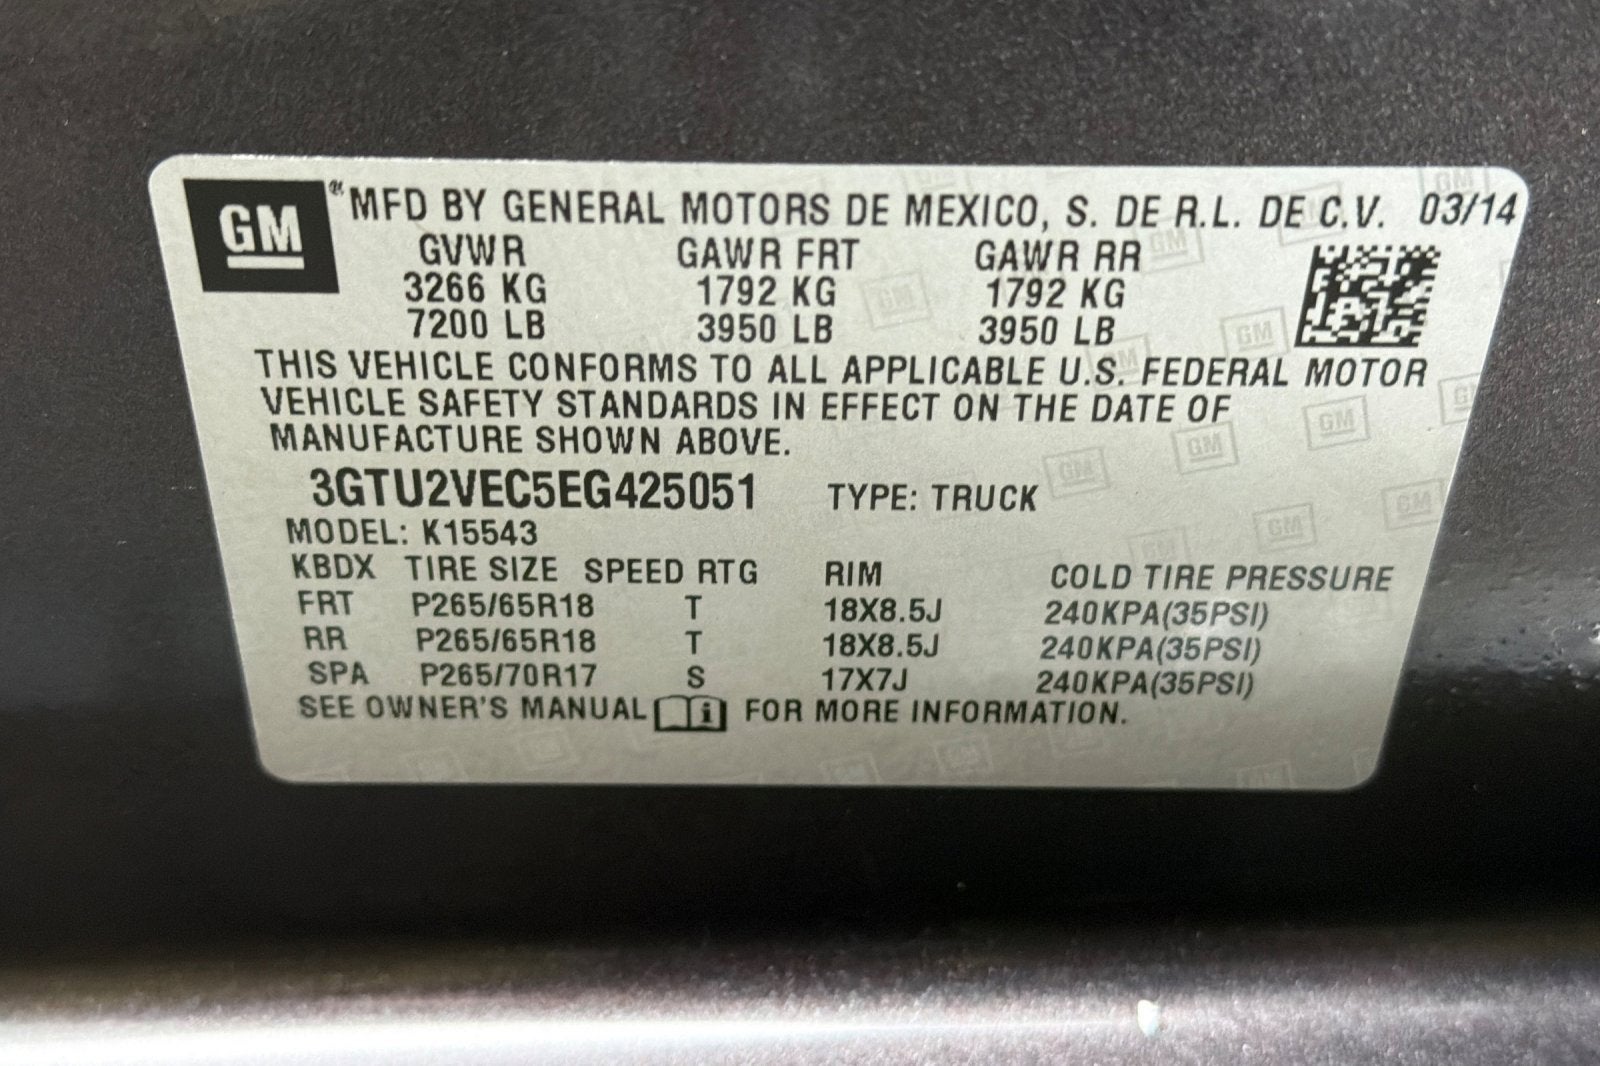 GM
MFD BY GENERAL MOTORS DE MEXICO, S. DE R.L. DE C.V. 03/14
GVWR GAWR FRT GAWR RR
3266 KG 1792 KG 1792 KG
7200 LB 3950 LB 3950 LB
THIS VEHICLE CONFORMS TO ALL APPLICABLE U.S. FEDERAL MOTOR
VEHICLE SAFETY STANDARDS IN EFFECT ON THE DATE OF
MANUFACTURE SHOWN ABOVE.
3GTU2VEC5EG425051 TYPE: TRUCK
MODEL: K15543
KBDX TIRE SIZE SPEED RTG RIM COLD TIRE PRESSURE
FRT P265/65R18 T 18X8.5J 240KPA(35PSI)
RR P265/65R18 T 18X8.5J 240KPA(35PSI)
SPA P265/70R17 S 17X7J 240KPA(35PSI)
SEE OWNER'S MANUAL i FOR MORE INFORMATION.